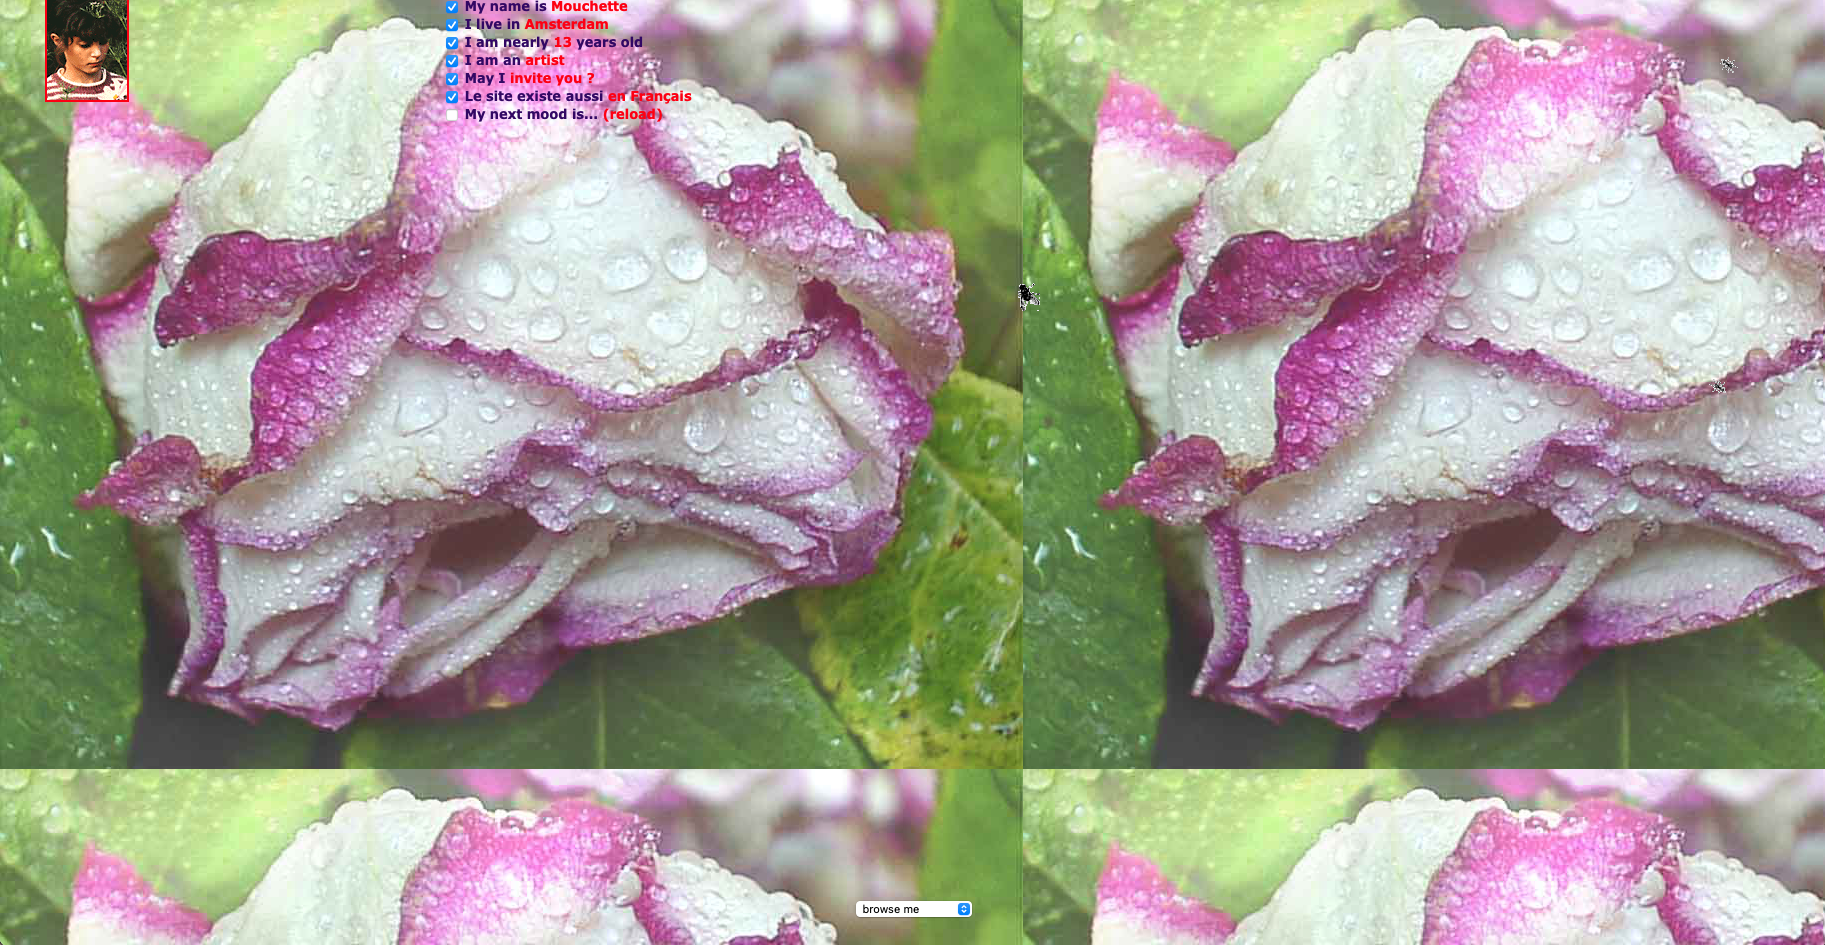 My name is Mouchette
I live in Amsterdam
I am nearly 13 years old
I am an artist
May I invite you ?
Le site existe aussi en Français
My next mood is... (reload)
browse me